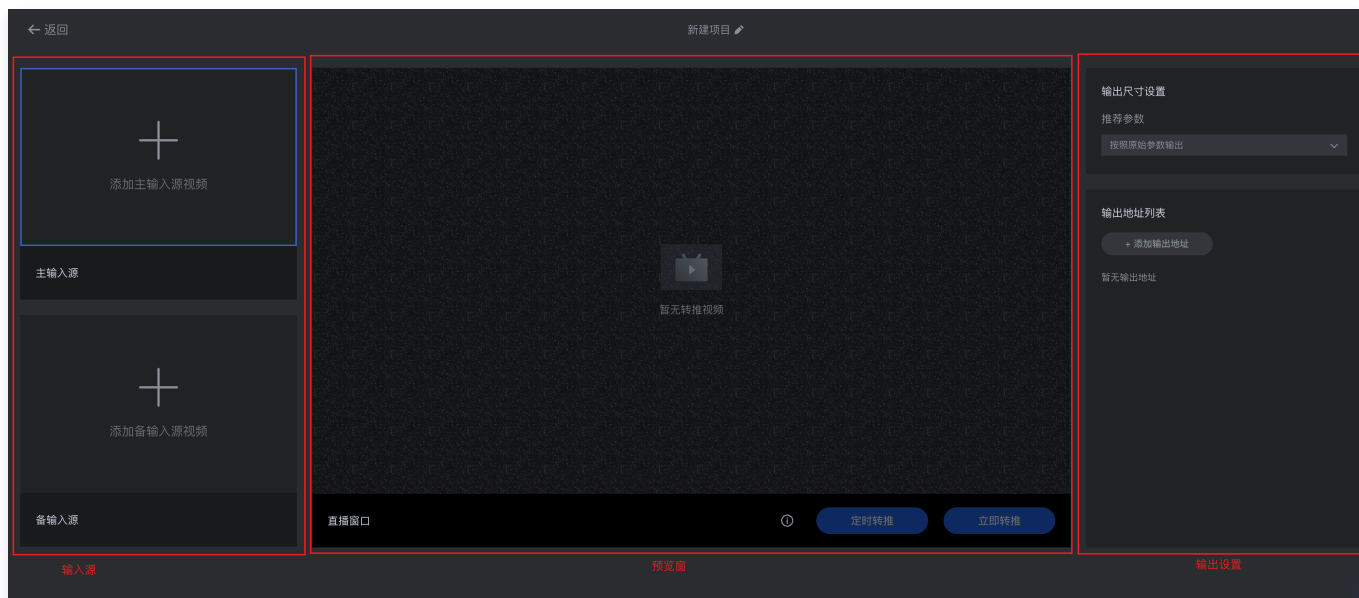 返回
新建项目
添加主输入源视频
主输入源
添加备输入源视频
备输入源
输入源
暂无转推视频
直播窗口
定时转推
立即转推
预览窗
输出尺寸设置
推荐参数
按照原始参数输出
输出地址列表
+ 添加输出地址
暂无输出地址
输出设置